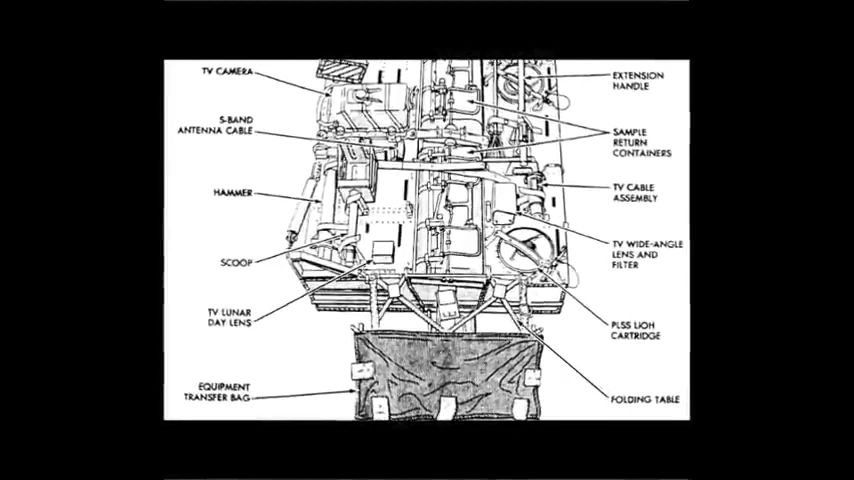 TV CAMERA
S-BAND
ANTENNA CABLE
HAMMER
SCOOP
TV LUNAR
DAY LENS
EQUIPMENT
TRANSFER BAG
EXTENSION
HANDLE
SAMPLE
RETURN
CONTAINERS
TV CABLE
ASSEMBLY
TV WIDE-ANGLE
LENS AND
FILTER
PLSS LIOH
CARTRIDGE
FOLDING TABLE